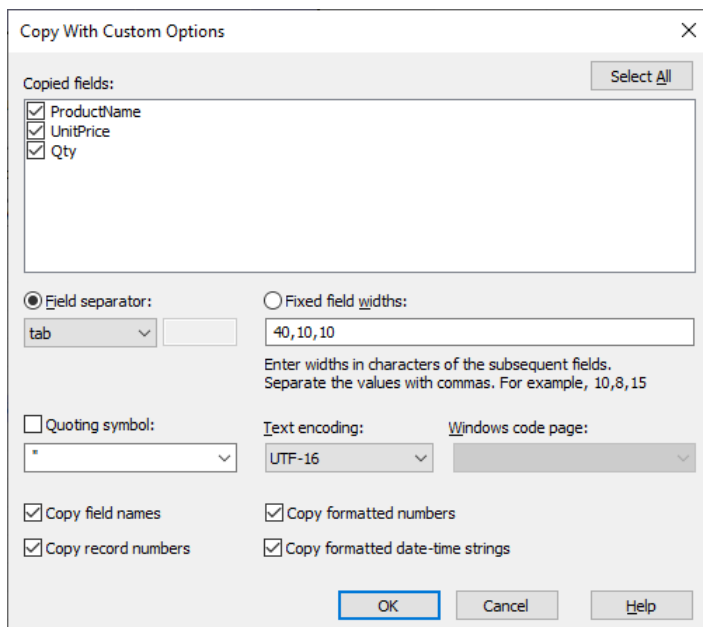 Copy With Custom Options
Copied fields:
Select All
ProductName
UnitPrice
Qty
Field separator:
Fixed field widths:
tab
40,10,10
Enter widths in characters of the subsequent fields.
Separate the values with commas. For example, 10,8,15
Quoting symbol:
Text encoding:
Windows code page:
"
UTF-16
Copy field names
Copy formatted numbers
Copy record numbers
Copy formatted date-time strings
OK
Cancel
Help